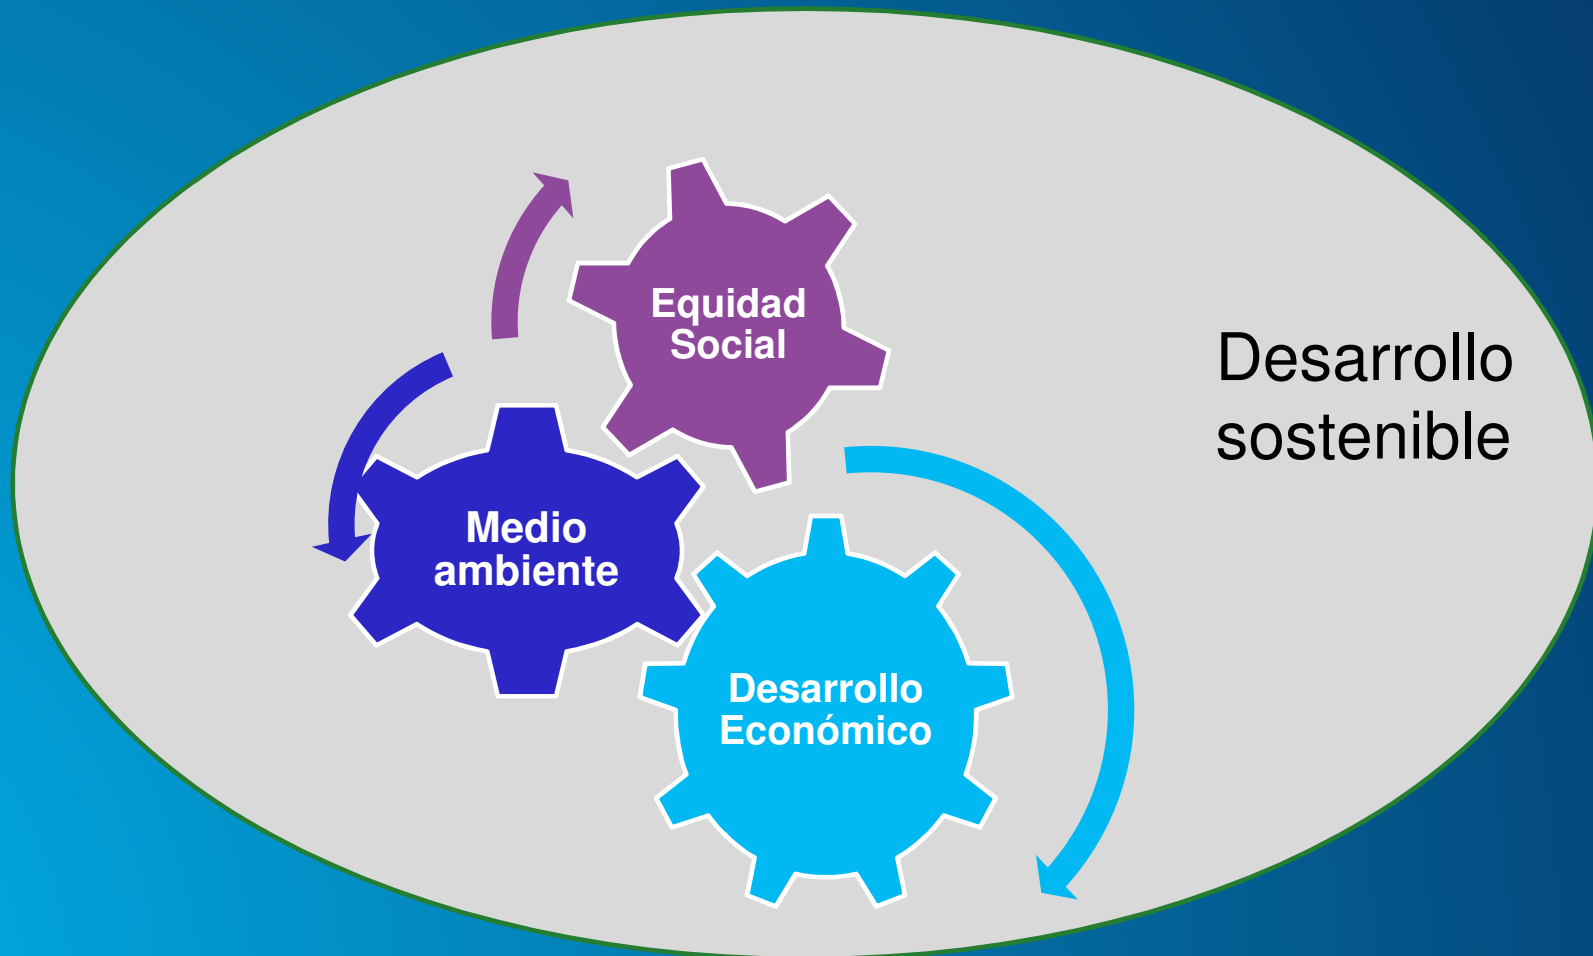 Equidad
Social
Desarrollo
sostenible
Medio
ambiente
Desarrollo
Económico